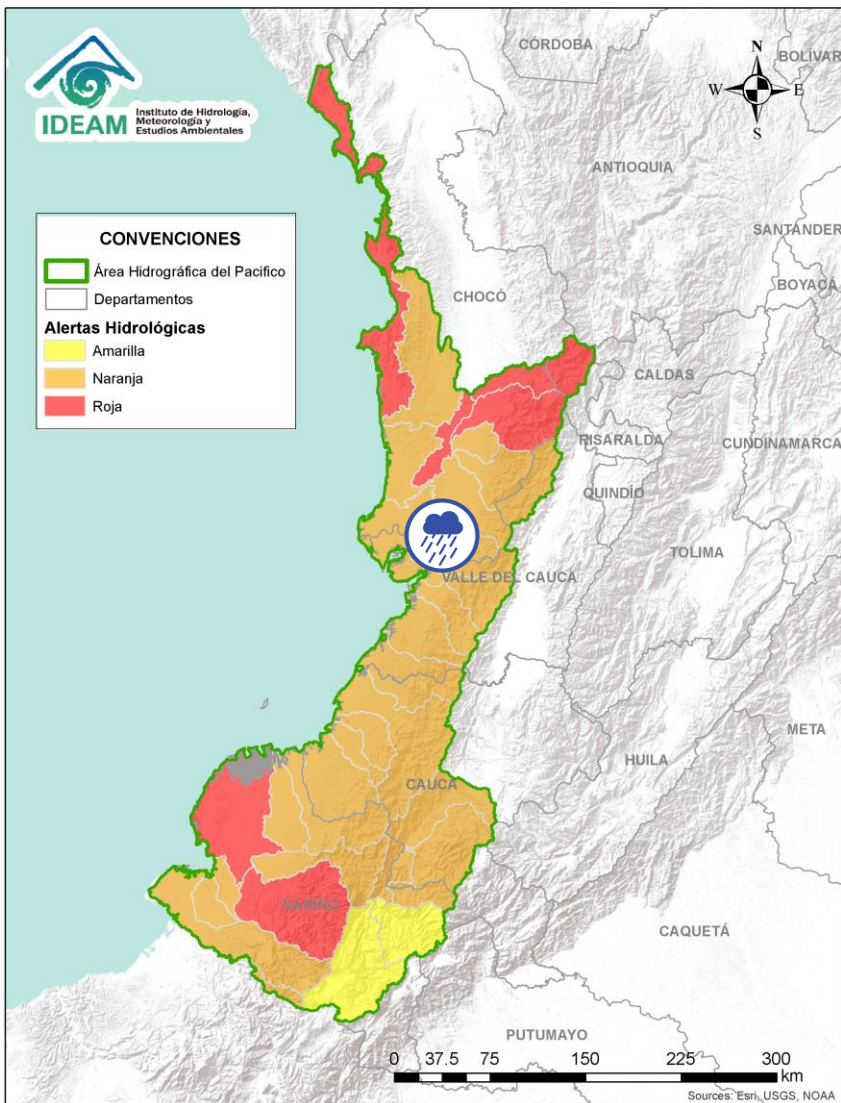 IDEAM
Instituto de Hidrología,
Meteorología y
Estudios Ambientales
CÓRDOBA
BOLÍVAR
N
W
E
S
ANTIOQUIA
SANTANDER
BOYACÁ
CONVENCIONES
Área Hidrográfica del Pacifico
Departamentos
Alertas Hidrológicas
Amarilla
Naranja
Roja
CHOCÓ
CALDAS
RISARALDA
CUNDINAMARCA
QUINDÍO
TOLIMA
VALLE DEL CAUCA
META
HUILA
CAUCA
NARIÑO
CAQUETÁ
PUTUMAYO
0 37.5 75 150 225 300
km
Sources: Esri, USGS, NOAA